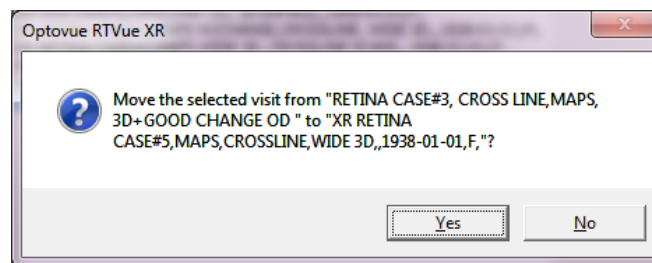 Optovue RTVue XR
Move the selected visit from "RETINA CASE#3, CROSS LINE,MAPS,
3D+GOOD CHANGE OD " to "XR RETINA
CASE#5,MAPS,CROSSLINE,WIDE 3D,,1938-01-01,F,"?
Yes
No